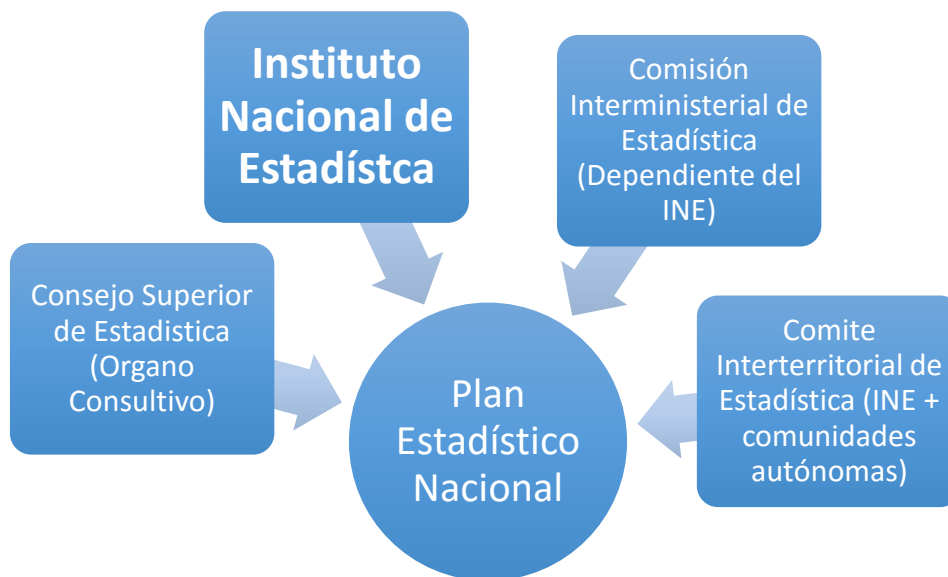 Instituto
Nacional de
Estadístca
Comisión
Interministerial de
Estadística
(Dependiente del
INE)
Consejo Superior
de Estadistica
(Organo
Consultivo)
Comite
Interterritorial de
Estadística (INE +
comunidades
autónomas)
Plan
Estadístico
Nacional